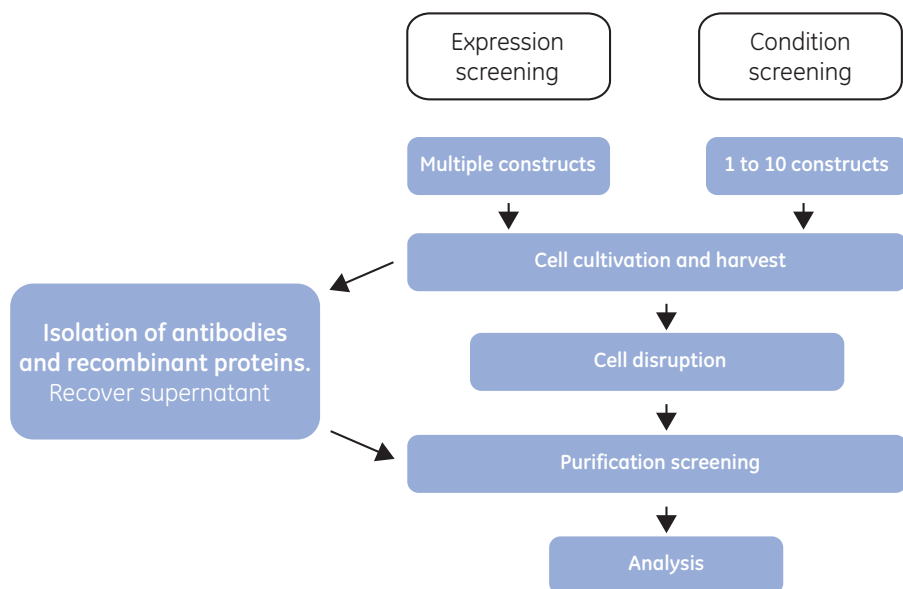 Expression
screening
Condition
screening
Multiple constructs
1 to 10 constructs
Cell cultivation and harvest
Isolation of antibodies
and recombinant proteins.
Recover supernatant
Cell disruption
Purification screening
Analysis